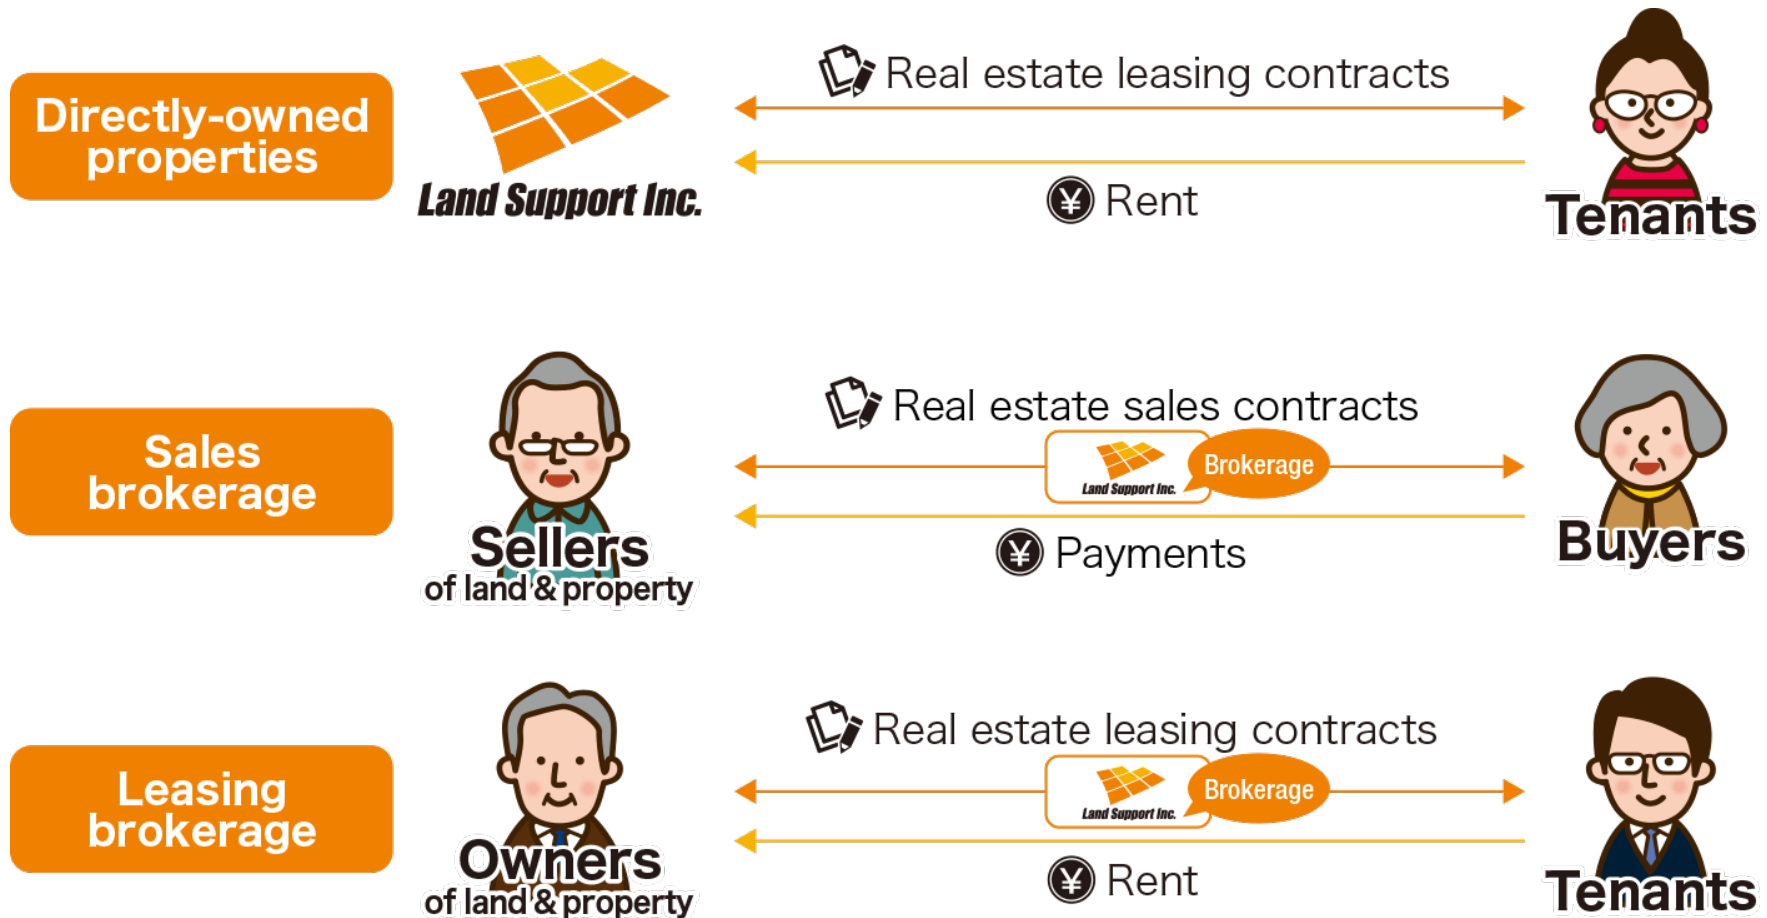 Directly-owned
properties
Land Support Inc.
Real estate leasing contracts
¥ Rent
Tenants
Sales
brokerage
Sellers
of land & property
Real estate sales contracts
Land Support Inc.
Brokerage
¥ Payments
Buyers
Leasing
brokerage
Owners
of land & property
Real estate leasing contracts
Land Support Inc.
Brokerage
¥ Rent
Tenants